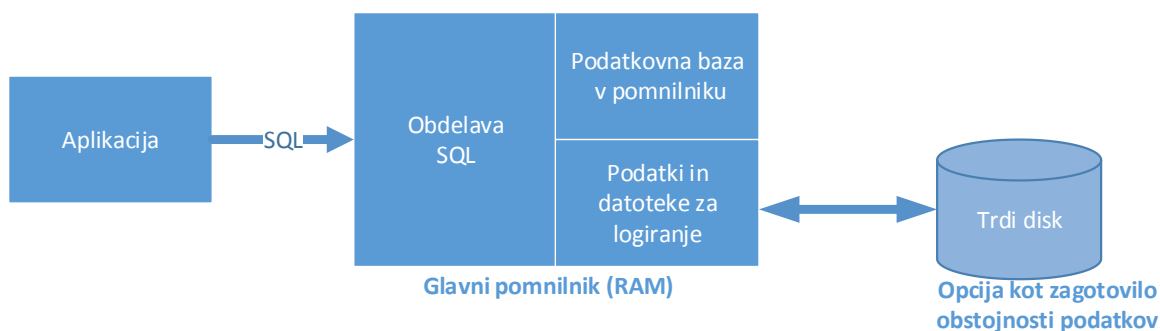 Aplikacija
SQL
Obdelava
SQL
Podatkovna baza
v pomnilniku
Podatki in
datoteke za
logiranje
Glavni pomnilnik (RAM)
Trdi disk
Opcija kot zagotovilo
obstojnosti podatkov